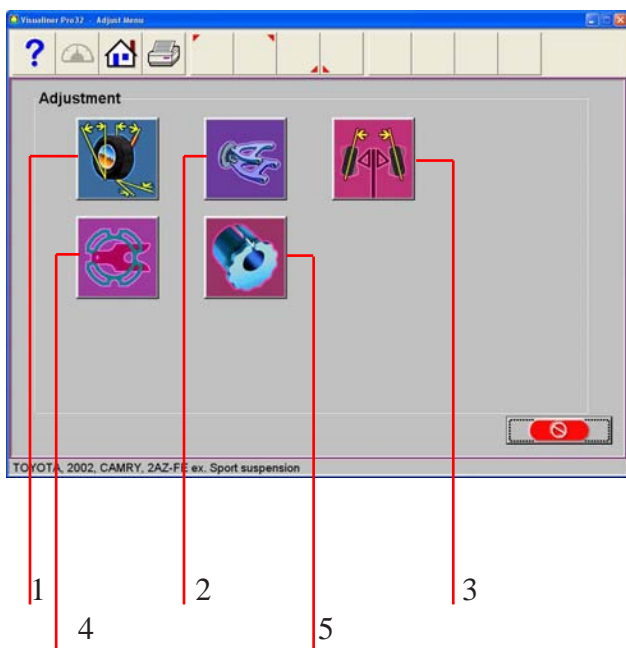 Visualiner Pro32 - Adjust Menu
?
Adjustment
TOYOTA, 2002, CAMRY, 2AZ-FE ex. Sport suspension
1 2 3
4 5